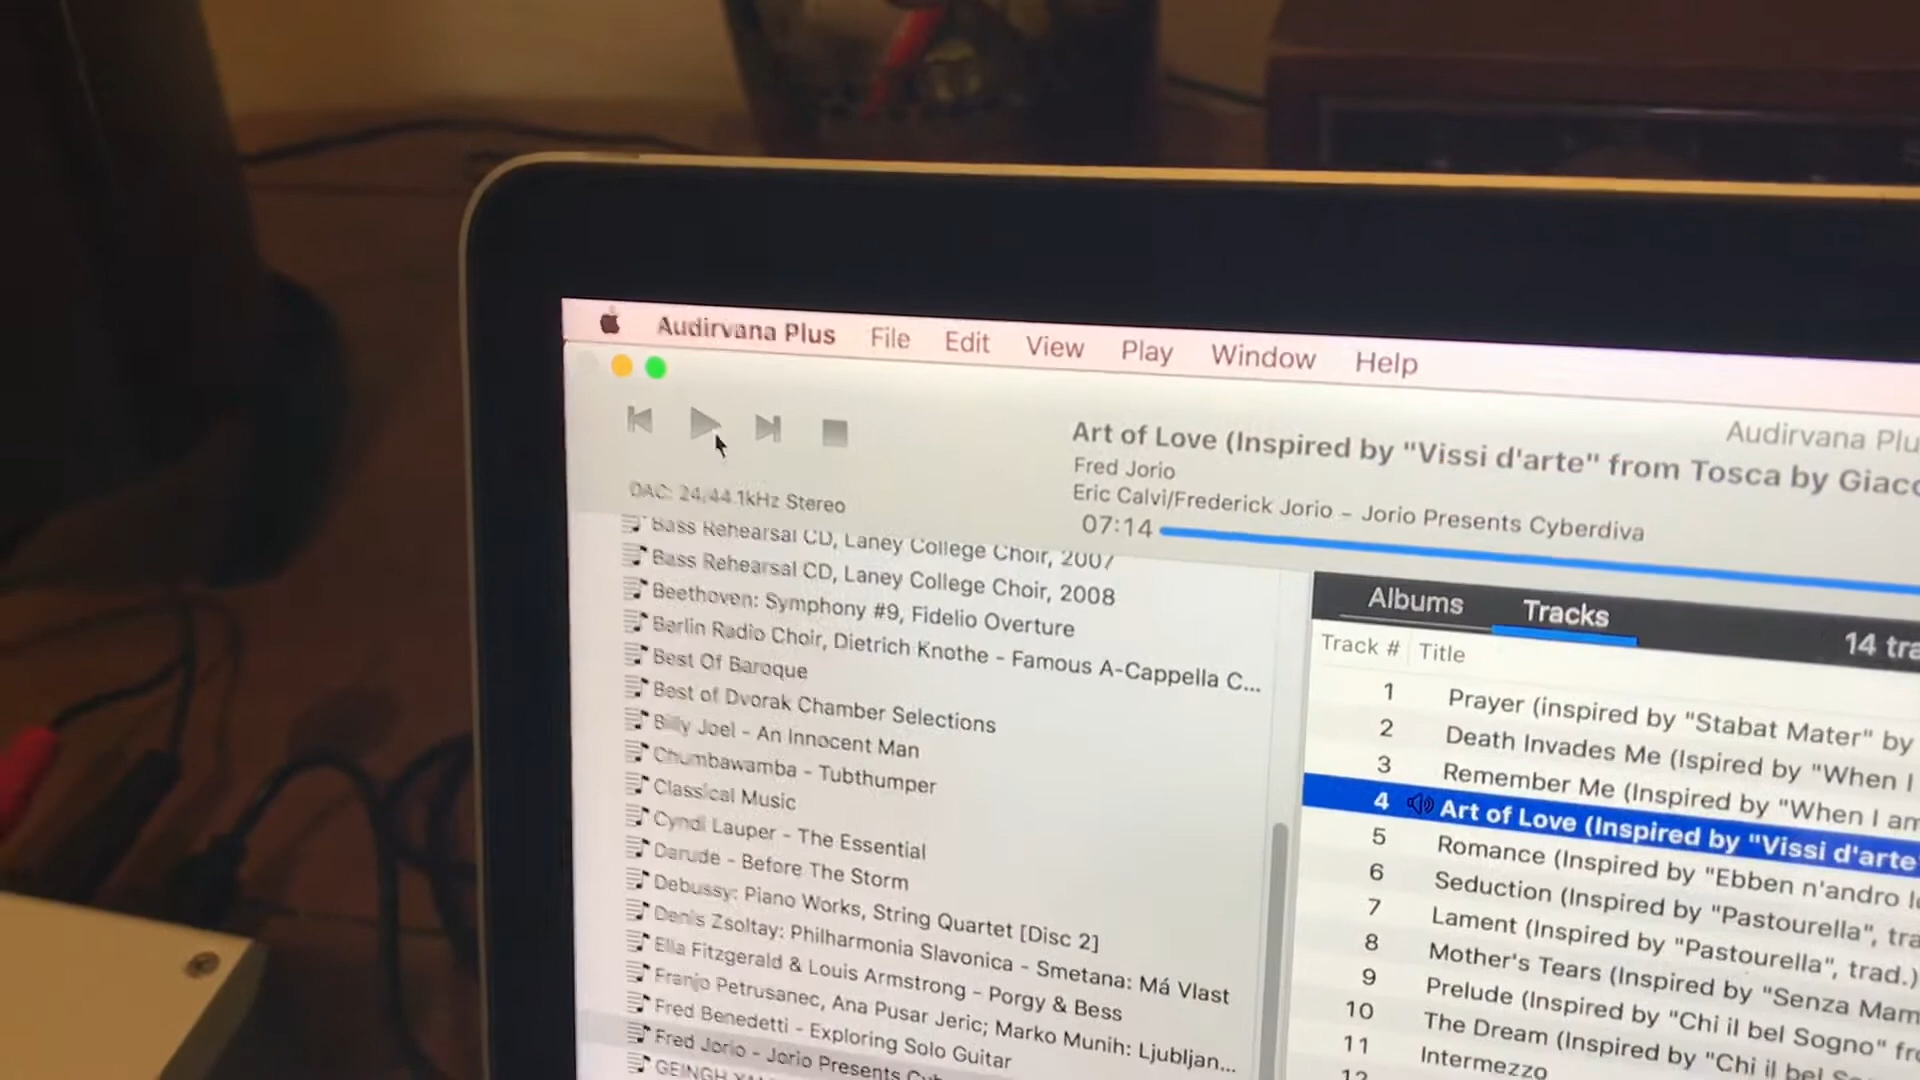 Audirvana Plus File Edit View Play Window Help
Audirvana Plu
Art of Love (Inspired by "Vissi d'arte" from Tosca by Giaco
Fred Jorio
Eric Calvi/Frederick Jorio – Jorio Presents Cyberdiva
07:14
DAC: 24/44.1kHz Stereo
Bass Rehearsal CD, Laney College Choir, 2007
Bass Rehearsal CD, Laney College Choir, 2008
Beethoven: Symphony #9, Fidelio Overture
Berlin Radio Choir, Dietrich Knothe - Famous A-Cappella C...
Best Of Baroque
Best of Dvorak Chamber Selections
Billy Joel - An Innocent Man
Chumbawamba - Tubthumper
Classical Music
Cyndi Lauper - The Essential
Darude - Before The Storm
Debussy: Piano Works, String Quartet [Disc 2]
Denis Zsoltay: Philharmonia Slavonica - Smetana: Má Vlast
Ella Fitzgerald & Louis Armstrong - Porgy & Bess
Franjo Petrusanec, Ana Pusar Jeric; Marko Munih: Ljubljan...
Fred Benedetti - Exploring Solo Guitar
Fred Jorio - Jorio Presents Cyb
Albums Tracks
14 tra
Track # Title
1 Prayer (inspired by "Stabat Mater" by
2 Death Invades Me (Ispired by "When I
3 Remember Me (Inspired by "When I am
4 Art of Love (Inspired by "Vissi d'arte"
5 Romance (Inspired by "Ebben n'andro l
6 Seduction (Inspired by "Pastourella", tra
7 Lament (Inspired by "Pastourella", trad.)
8 Mother's Tears (Inspired by "Senza Mam
9 Prelude (Inspired by "Chi il bel Sogno" fro
10 The Dream (Inspired by "Chi il bel Sog
11 Intermezzo
12